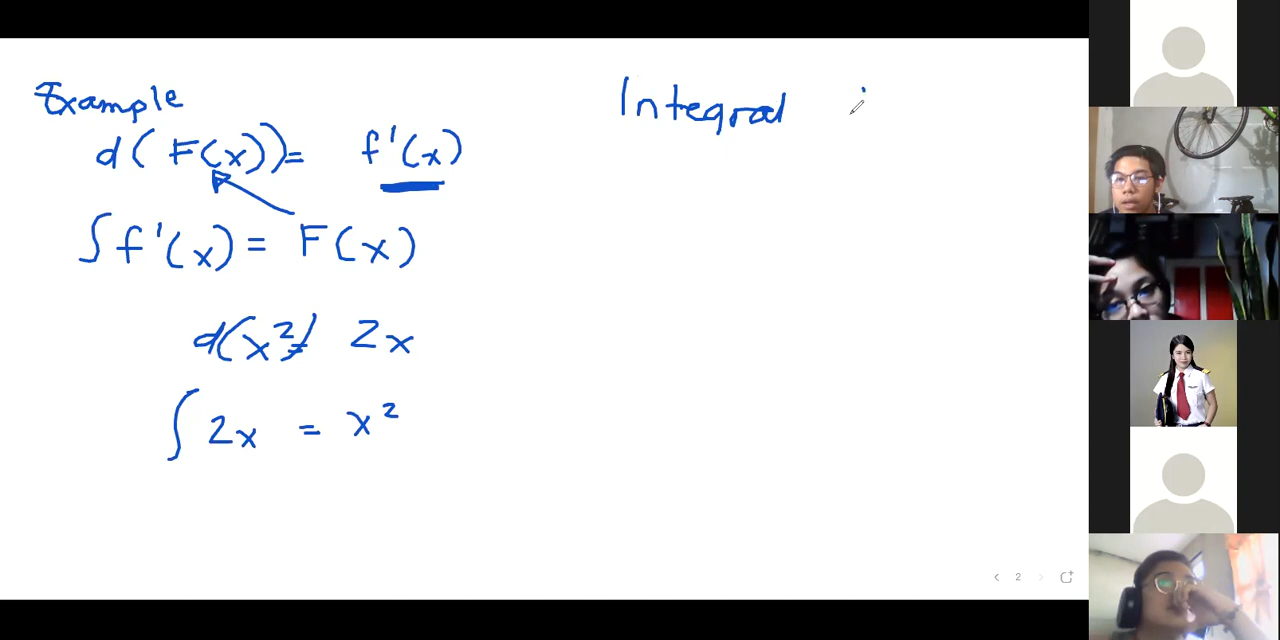 Example
d(F(x))= f'(x)
∫f'(x) = F(x)
d(x²)= 2x
∫2x = x²
Integral i
2